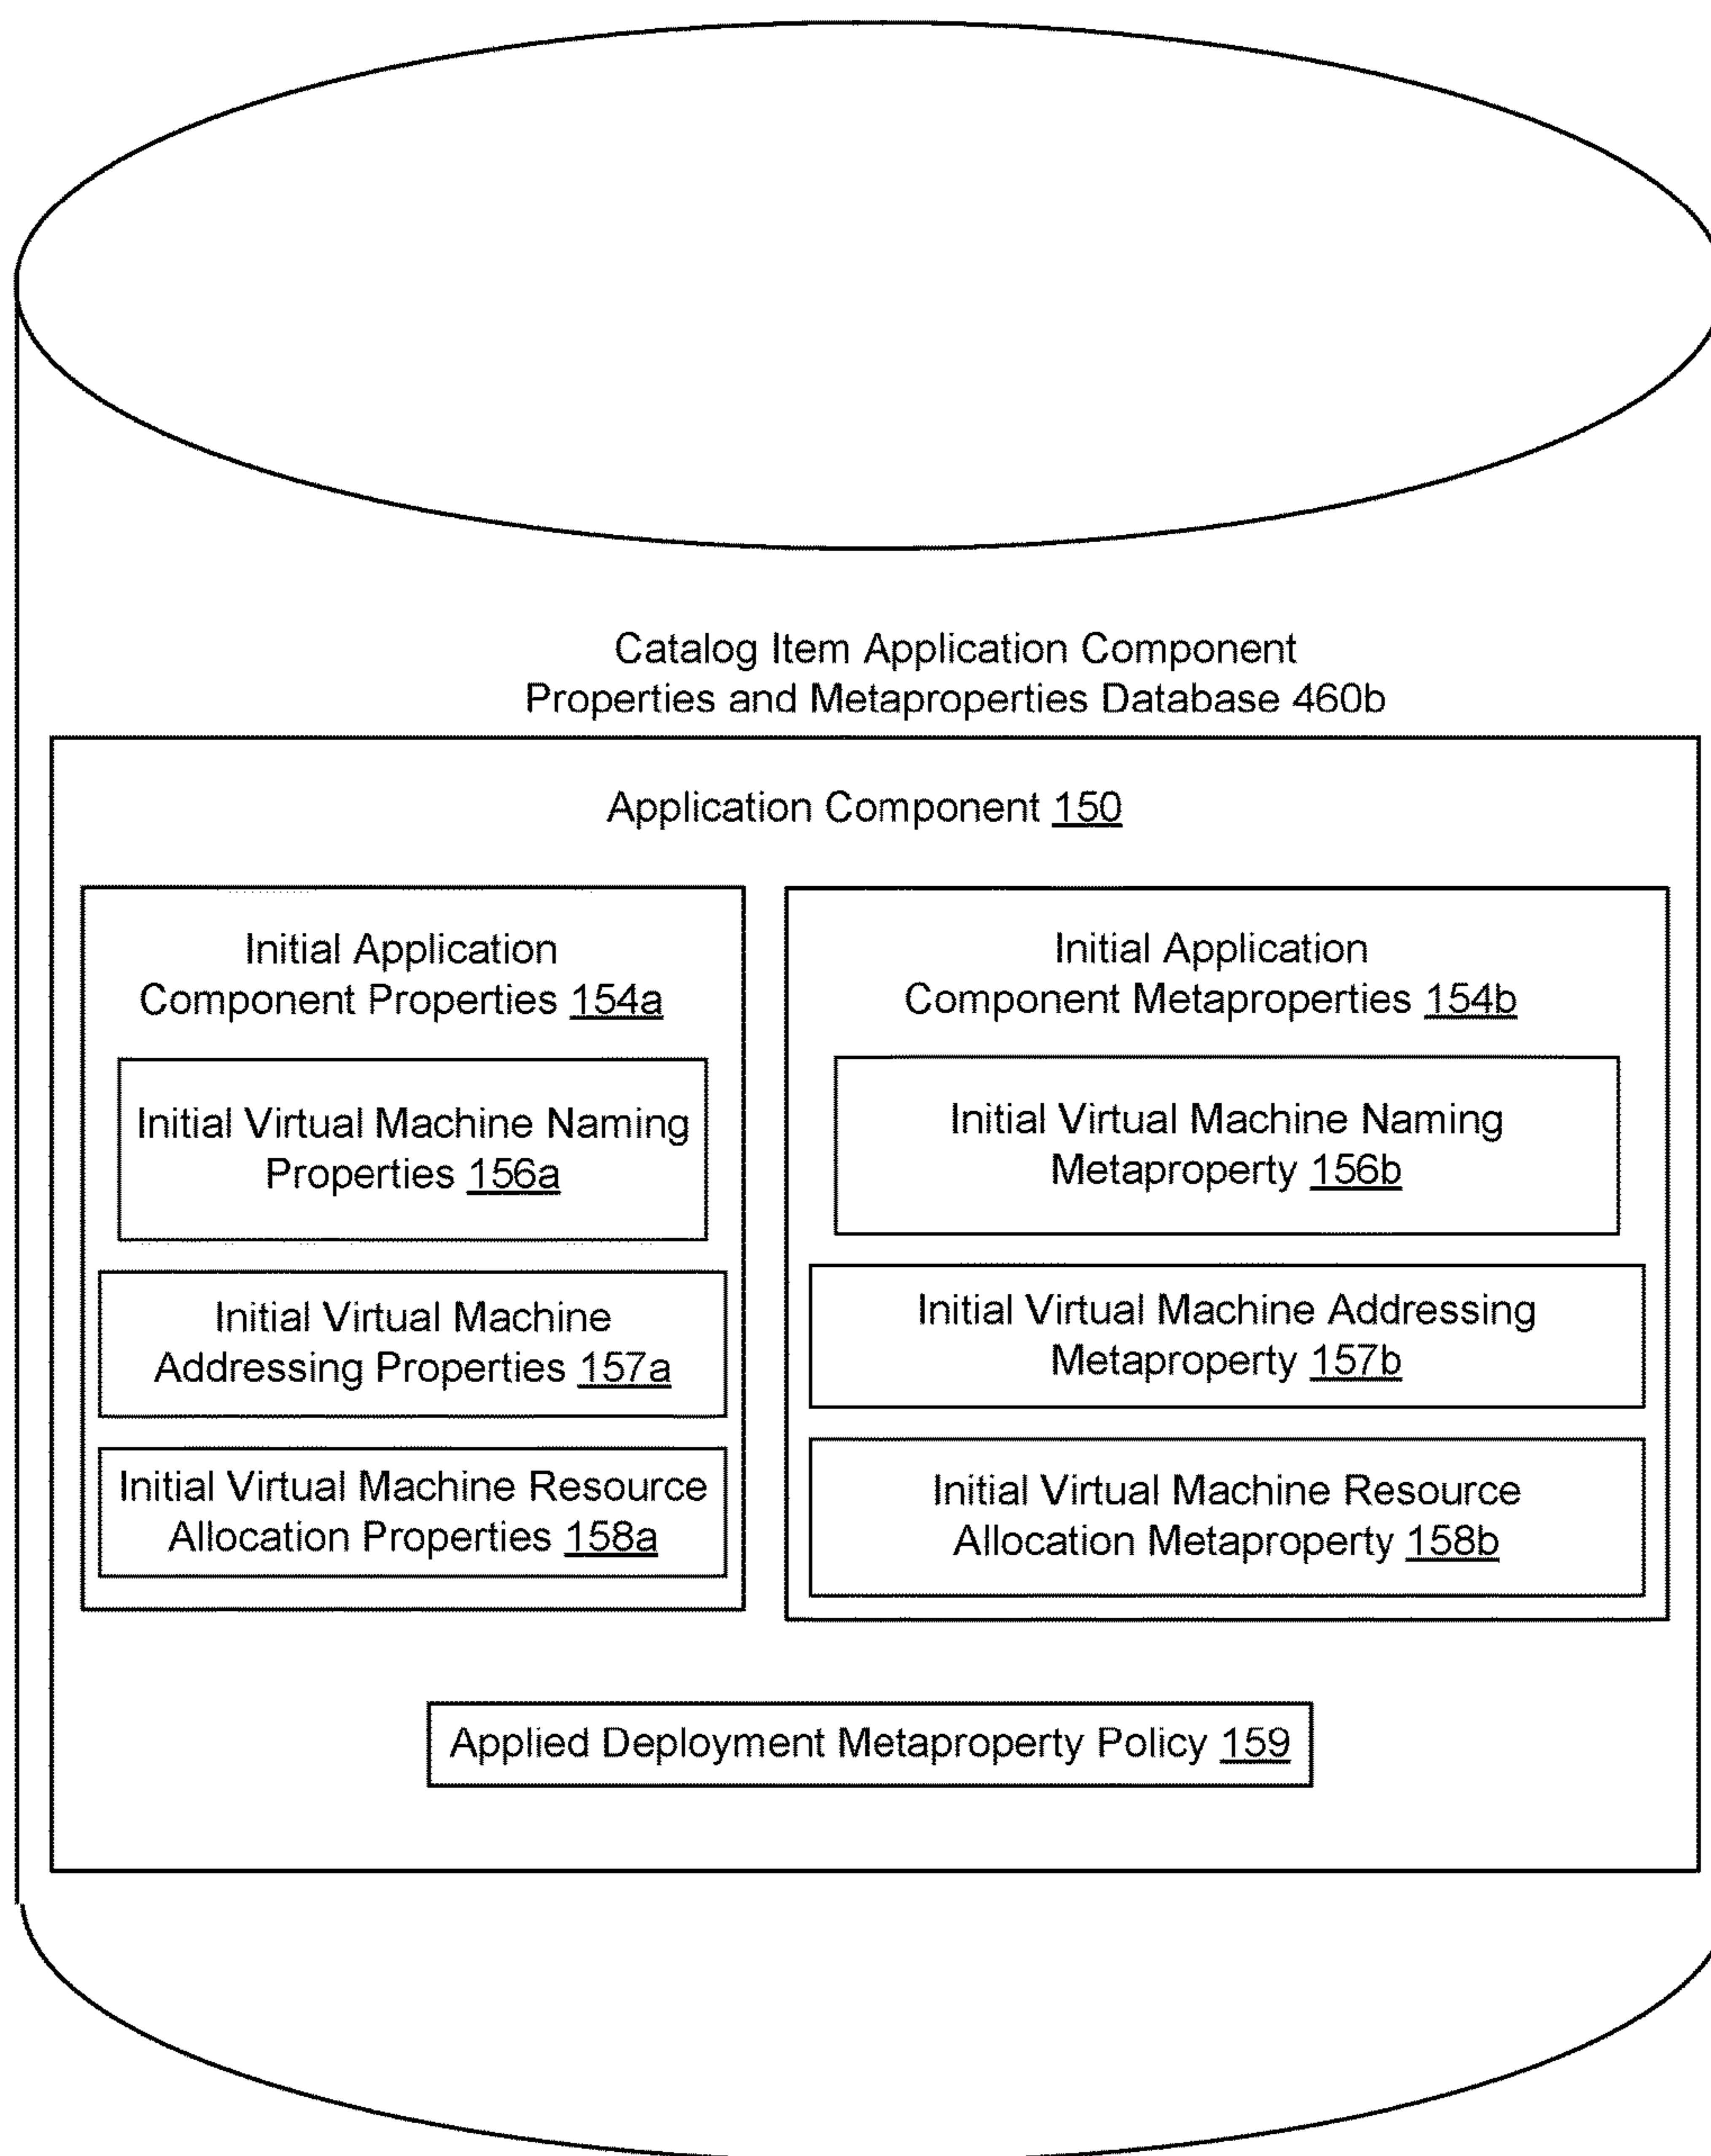 Catalog Item Application Component
Properties and Metaproperties Database 460b
Application Component 150
Initial Application
Component Properties 154a
Initial Virtual Machine Naming
Properties 156a
Initial Virtual Machine
Addressing Properties 157a
Initial Virtual Machine Resource
Allocation Properties 158a
Initial Application
Component Metaproperties 154b
Initial Virtual Machine Naming
Metaproperty 156b
Initial Virtual Machine Addressing
Metaproperty 157b
Initial Virtual Machine Resource
Allocation Metaproperty 158b
Applied Deployment Metaproperty Policy 159